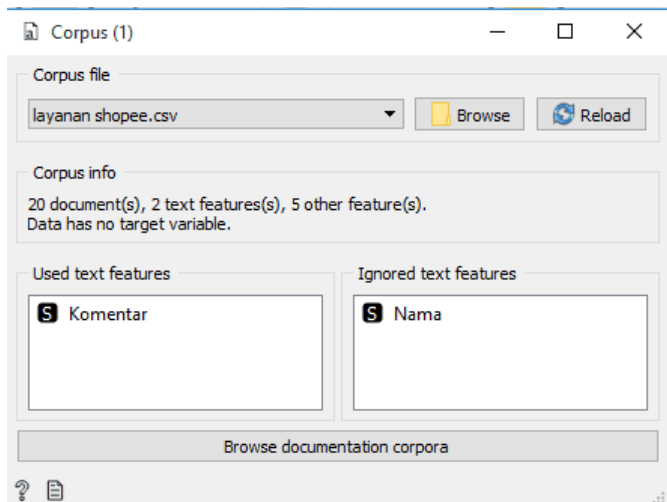 Corpus (1)
Corpus file
layanan shopee.csv
Browse
Reload
Corpus info
20 document(s), 2 text features(s), 5 other feature(s).
Data has no target variable.
Used text features
S Komentar
Ignored text features
S Nama
Browse documentation corpora
?